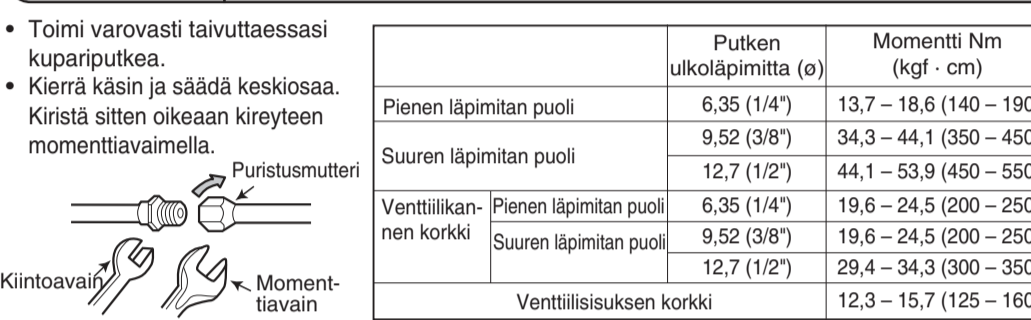 • Toimi varovasti taivuttaessasi
kupariputkea.
• Kierrä käsin ja säädä keskiosaa.
Kiristä sitten oikeaan kireyteen
momenttiavaimella.
Puristusmutteri
Kiintoavain
Moment-
tiavain
Putken
ulkoläpimitta (ø)
Momentti Nm
(kgf · cm)
Pienen läpimitan puoli 6,35 (1/4") 13,7 – 18,6 (140 – 190
Suuren läpimitan puoli 9,52 (3/8") 34,3 – 44,1 (350 – 450
12,7 (1/2") 44,1 – 53,9 (450 – 550
Venttiilikan-
nen korkki
Pienen läpimitan puoli 6,35 (1/4") 19,6 – 24,5 (200 – 250
Suuren läpimitan puoli 9,52 (3/8") 19,6 – 24,5 (200 – 250
12,7 (1/2") 29,4 – 34,3 (300 – 350
Venttiilisisuksen korkki 12,3 – 15,7 (125 – 160